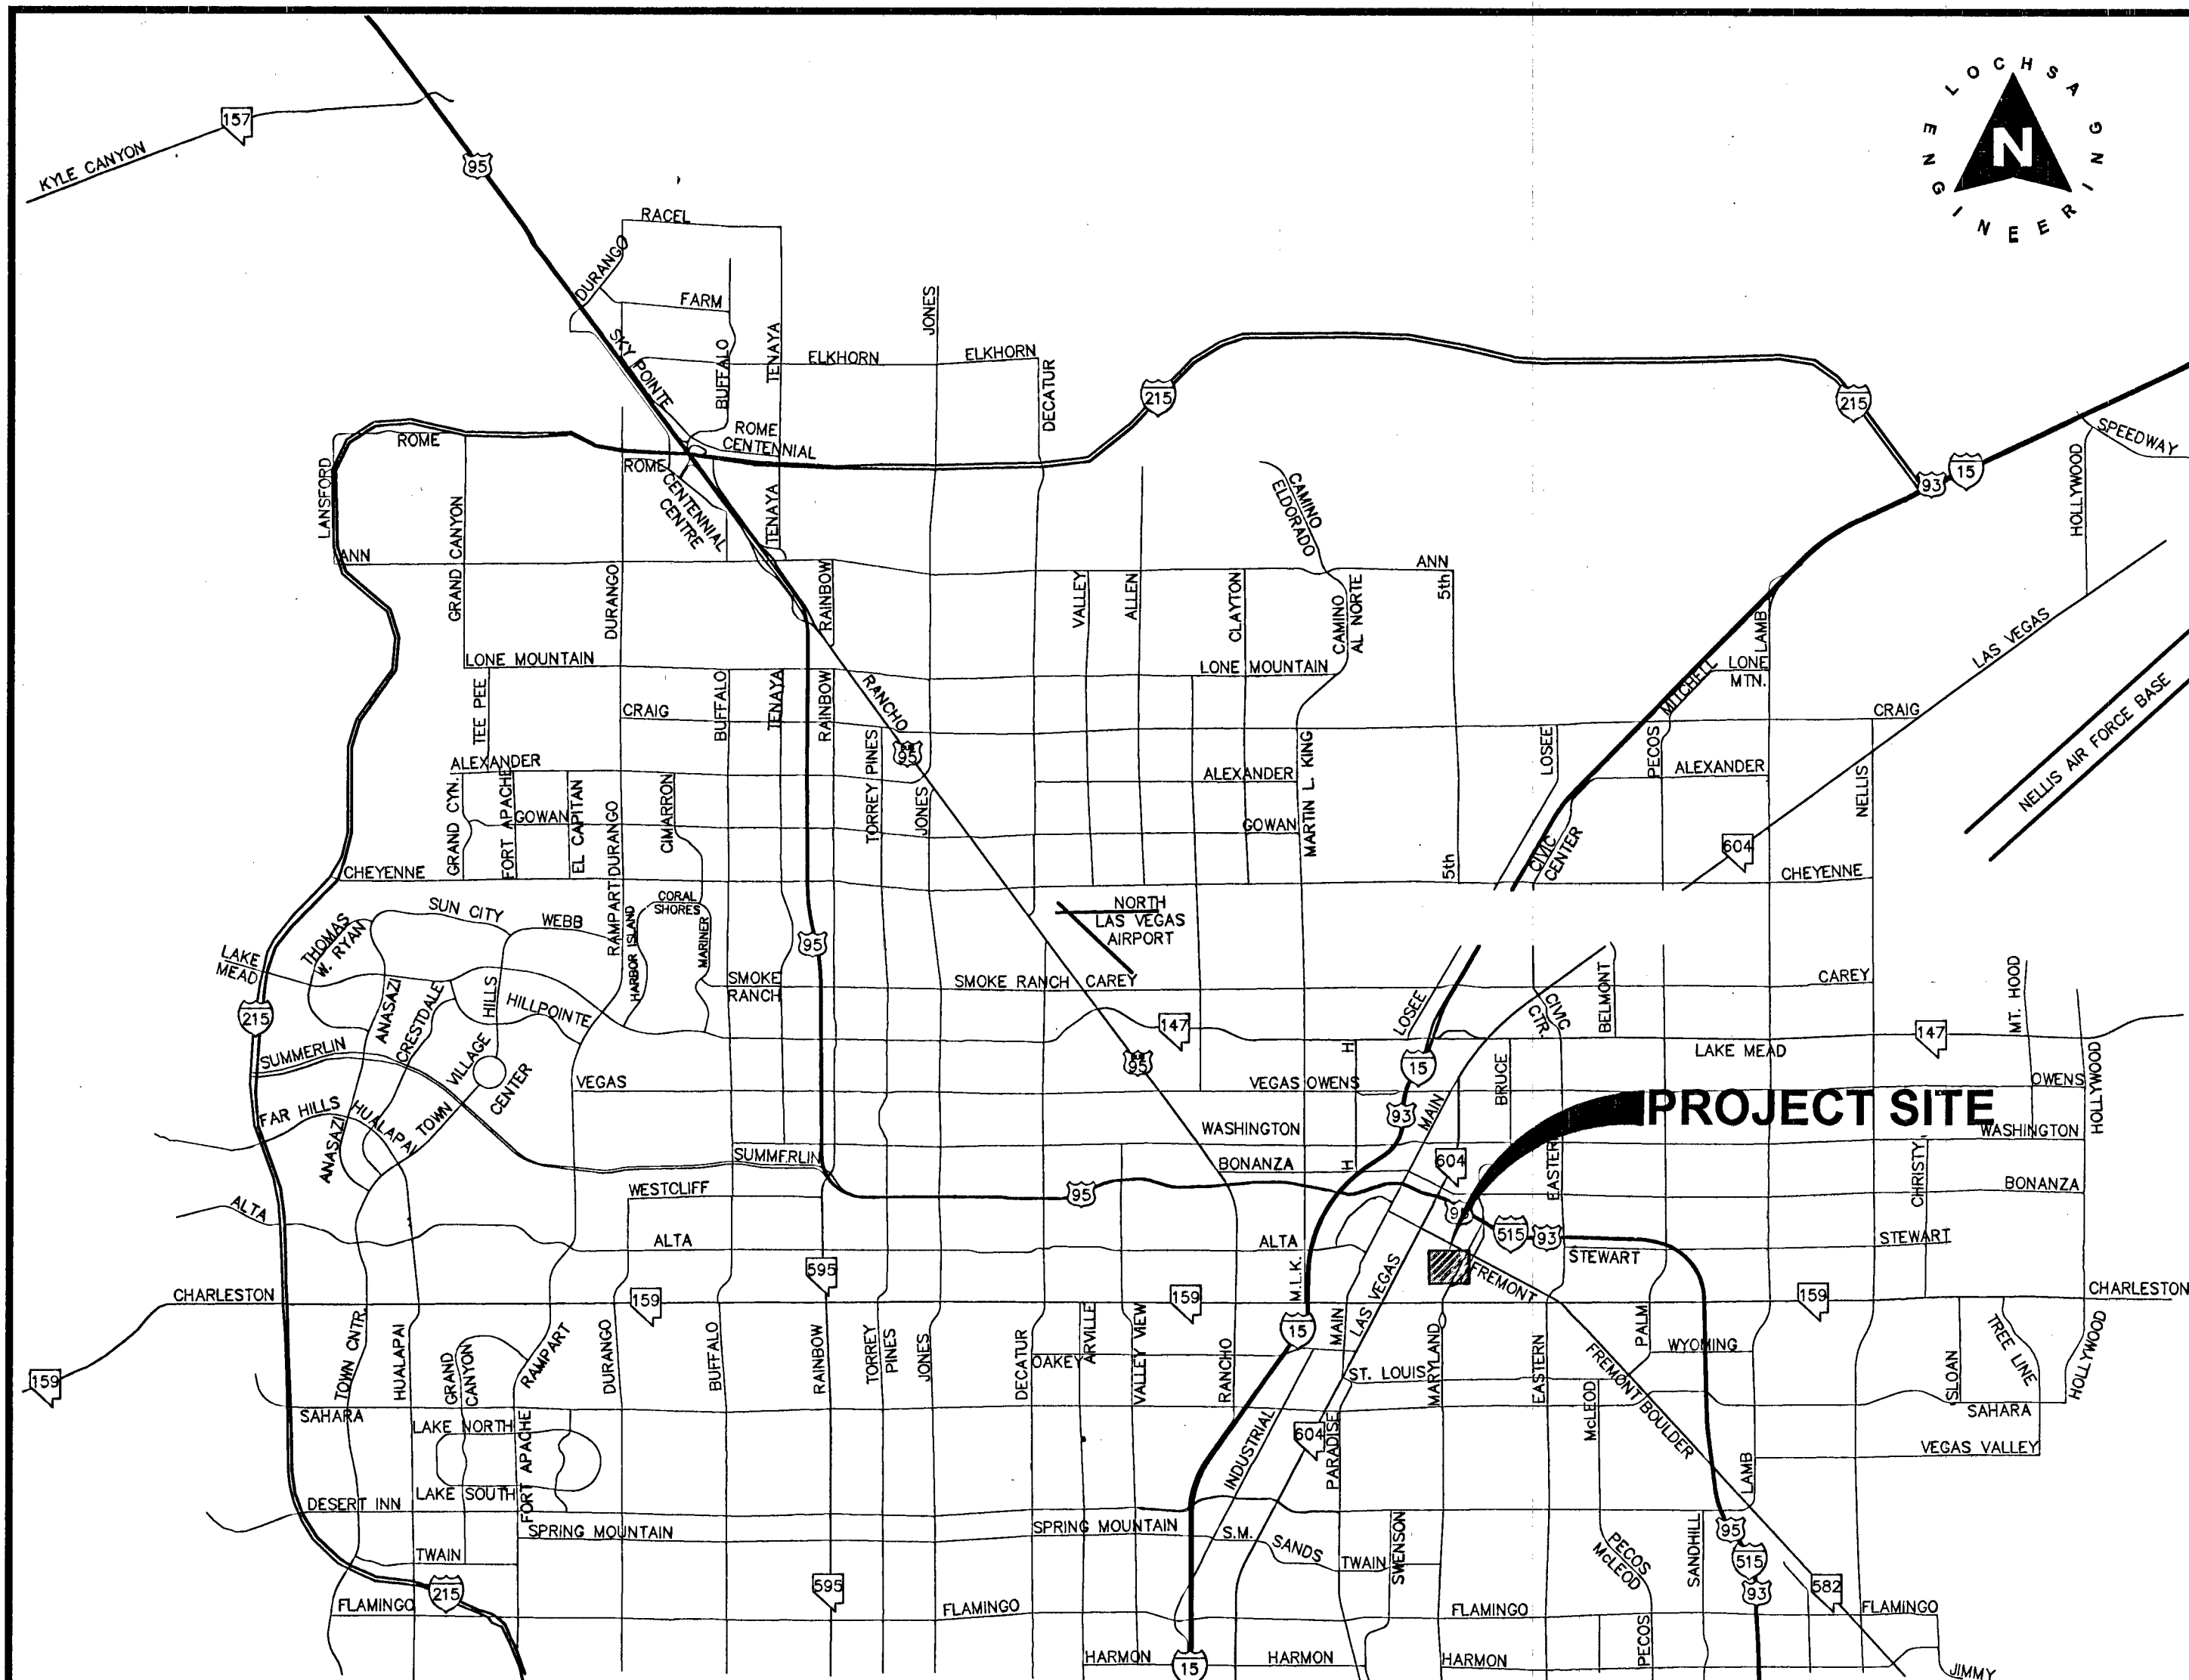 LOCHSA ENGINEERING
N
157
KYLE CANYON
95
RACEL
DURANGO
FARM
JONES
SKY POINTE
BUFFALO
TENAYA
ELKHORN
ELKHORN
DECATUR
215
215
ROME
ROME
CENTENNIAL
SPEEDWAY
15
93
HOLLYWOOD
LANSFORD
GRAND CANYON
ROME
CENTENNIAL
CENTRE
TENAYA
CAMINO
ELDORADO
ANN
ANN
DURANGO
RAINBOW
VALLEY
ALLEN
CLAYTON
CAMINO
AL NORTE
5th
LAMB
LAS VEGAS
LONE MOUNTAIN
LONE MOUNTAIN
MITCHELL
LONE
MTN.
NELLIS AIR FORCE BASE
TEE PEE
CRAIG
BUFFALO
TENAYA
RAINBOW
RANCHO
95
CRAIG
TORREY PINES
JONES
MARTIN L. KING
LOSEE
PECOS
ALEXANDER
ALEXANDER
ALEXANDER
NELLIS
GRAND CYN.
FORT APACHE
GOWAN
EL CAPITAN
DURANGO
CIMARRON
GOWAN
CIVIC
CENTER
604
CHEYENNE
5th
CHEYENNE
SUN CITY
WEBB
RAMPART
CORAL
SHORES
HARBOR ISLAND
MARINER
95
NORTH
LAS VEGAS
AIRPORT
THOMAS
W. RYAN
LAKE
MEAD
ANASAZI
CRESTDALE
HILLS
HILLPOINTE
SMOKE
RANCH
SMOKE RANCH
CAREY
CAREY
215
LOSEE
CIVIC
CTR.
BELMONT
MT. HOOD
147
147
LAKE MEAD
SUMMERLIN
VILLAGE
CENTER
TOWN
VEGAS
95
VEGAS
OWENS
H
15
BRUCE
OWENS
HOLLYWOOD
FAR HILLS
HUALAPAI
ANASAZI
93
MAIN
PROJECT SITE
WASHINGTON
WASHINGTON
SUMMERLIN
BONANZA
H
604
EASTERN
CHRISTY
BONANZA
WESTCLIFF
95
95
515
93
ALTA
ALTA
ALTA
STEWART
STEWART
595
M.L.K.
LAS VEGAS
FREMONT
CHARLESTON
159
159
159
CHARLESTON
159
TOWN CNTR.
HUALAPAI
GRAND
CANYON
RAMPART
DURANGO
BUFFALO
RAINBOW
TORREY
PINES
JONES
DECATUR
OAKEY
ARVILLE
VALLEY VIEW
RANCHO
15
MAIN
ST. LOUIS
MARYLAND
EASTERN
PALM
WYOMING
FREMONT
BOULDER
McLEOD
SLOAN
TREE LINE
HOLLYWOOD
SAHARA
SAHARA
LAKE NORTH
LAKE SOUTH
FORT APACHE
INDUSTRIAL
604
PARADISE
LAMB
VEGAS VALLEY
DESERT INN
SPRING MOUNTAIN
SPRING MOUNTAIN
S.M.
SANDS
TWAIN
TWAIN
SWENSON
PECOS
McLEOD
SANDHILL
95
515
93
215
595
582
FLAMINGO
FLAMINGO
FLAMINGO
FLAMINGO
HARMON
15
HARMON
HARMON
PECOS
JIMMY